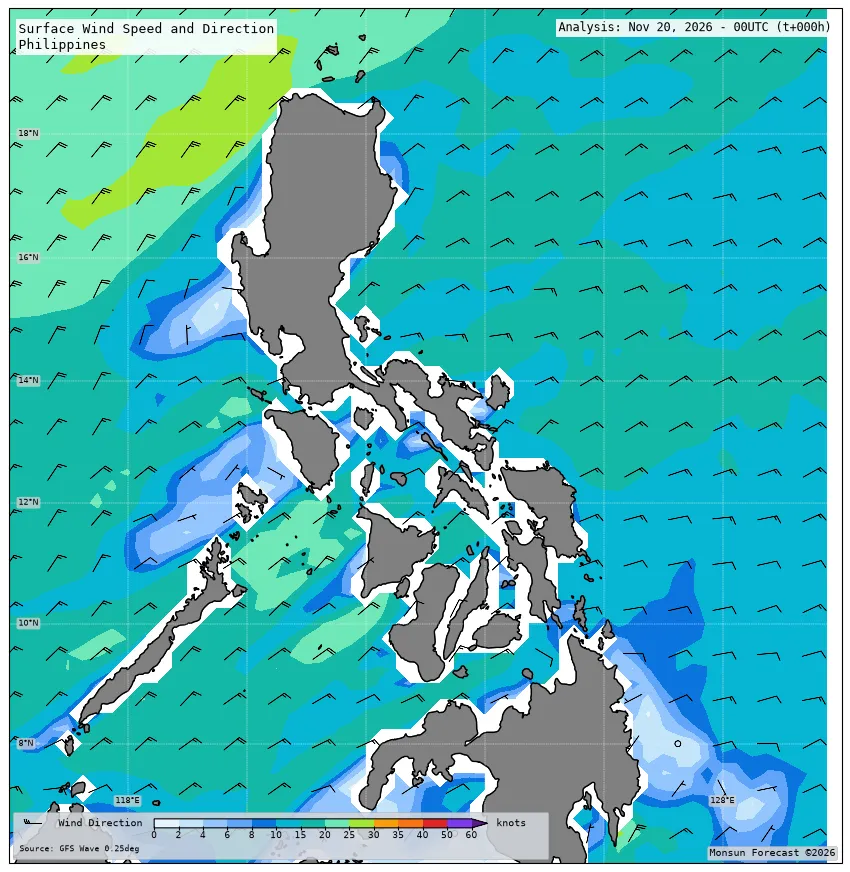 Surface Wind Speed and Direction
Philippines
Analysis: Nov 20, 2026 - 00UTC (t+000h)
18°N
16°N
14°N
12°N
10°N
8°N
118°E
128°E
Wind Direction
knots
0 2 4 6 8 10 15 20 25 30 35 40 50 60
Source: GFS Wave 0.25deg
Monsun Forecast ©2026